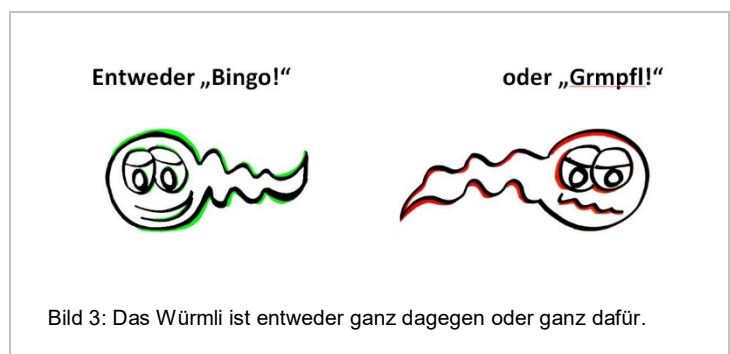 Entweder „Bingo!“ oder „Grmpfl!“
Bild 3: Das Würmli ist entweder ganz dagegen oder ganz dafür.